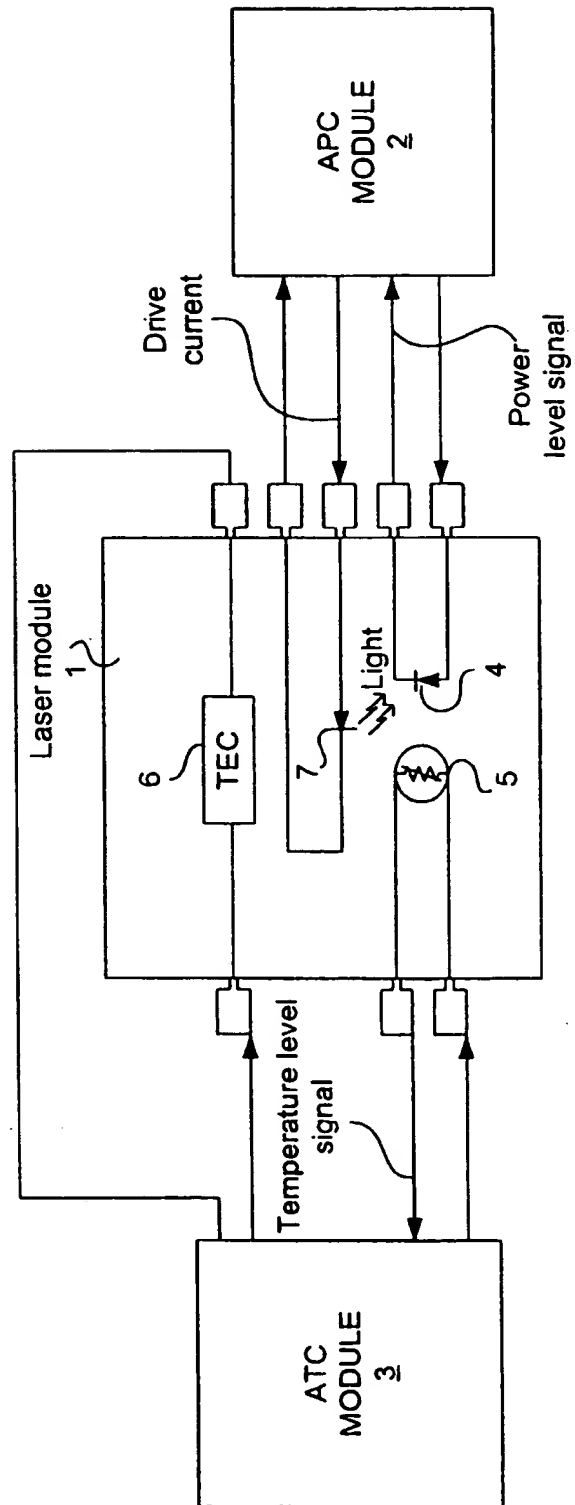 Laser module
1
6
TEC
7
Light
4
5
Drive
current
Power
level signal
APC
MODULE
2
Temperature level
signal
ATC
MODULE
3